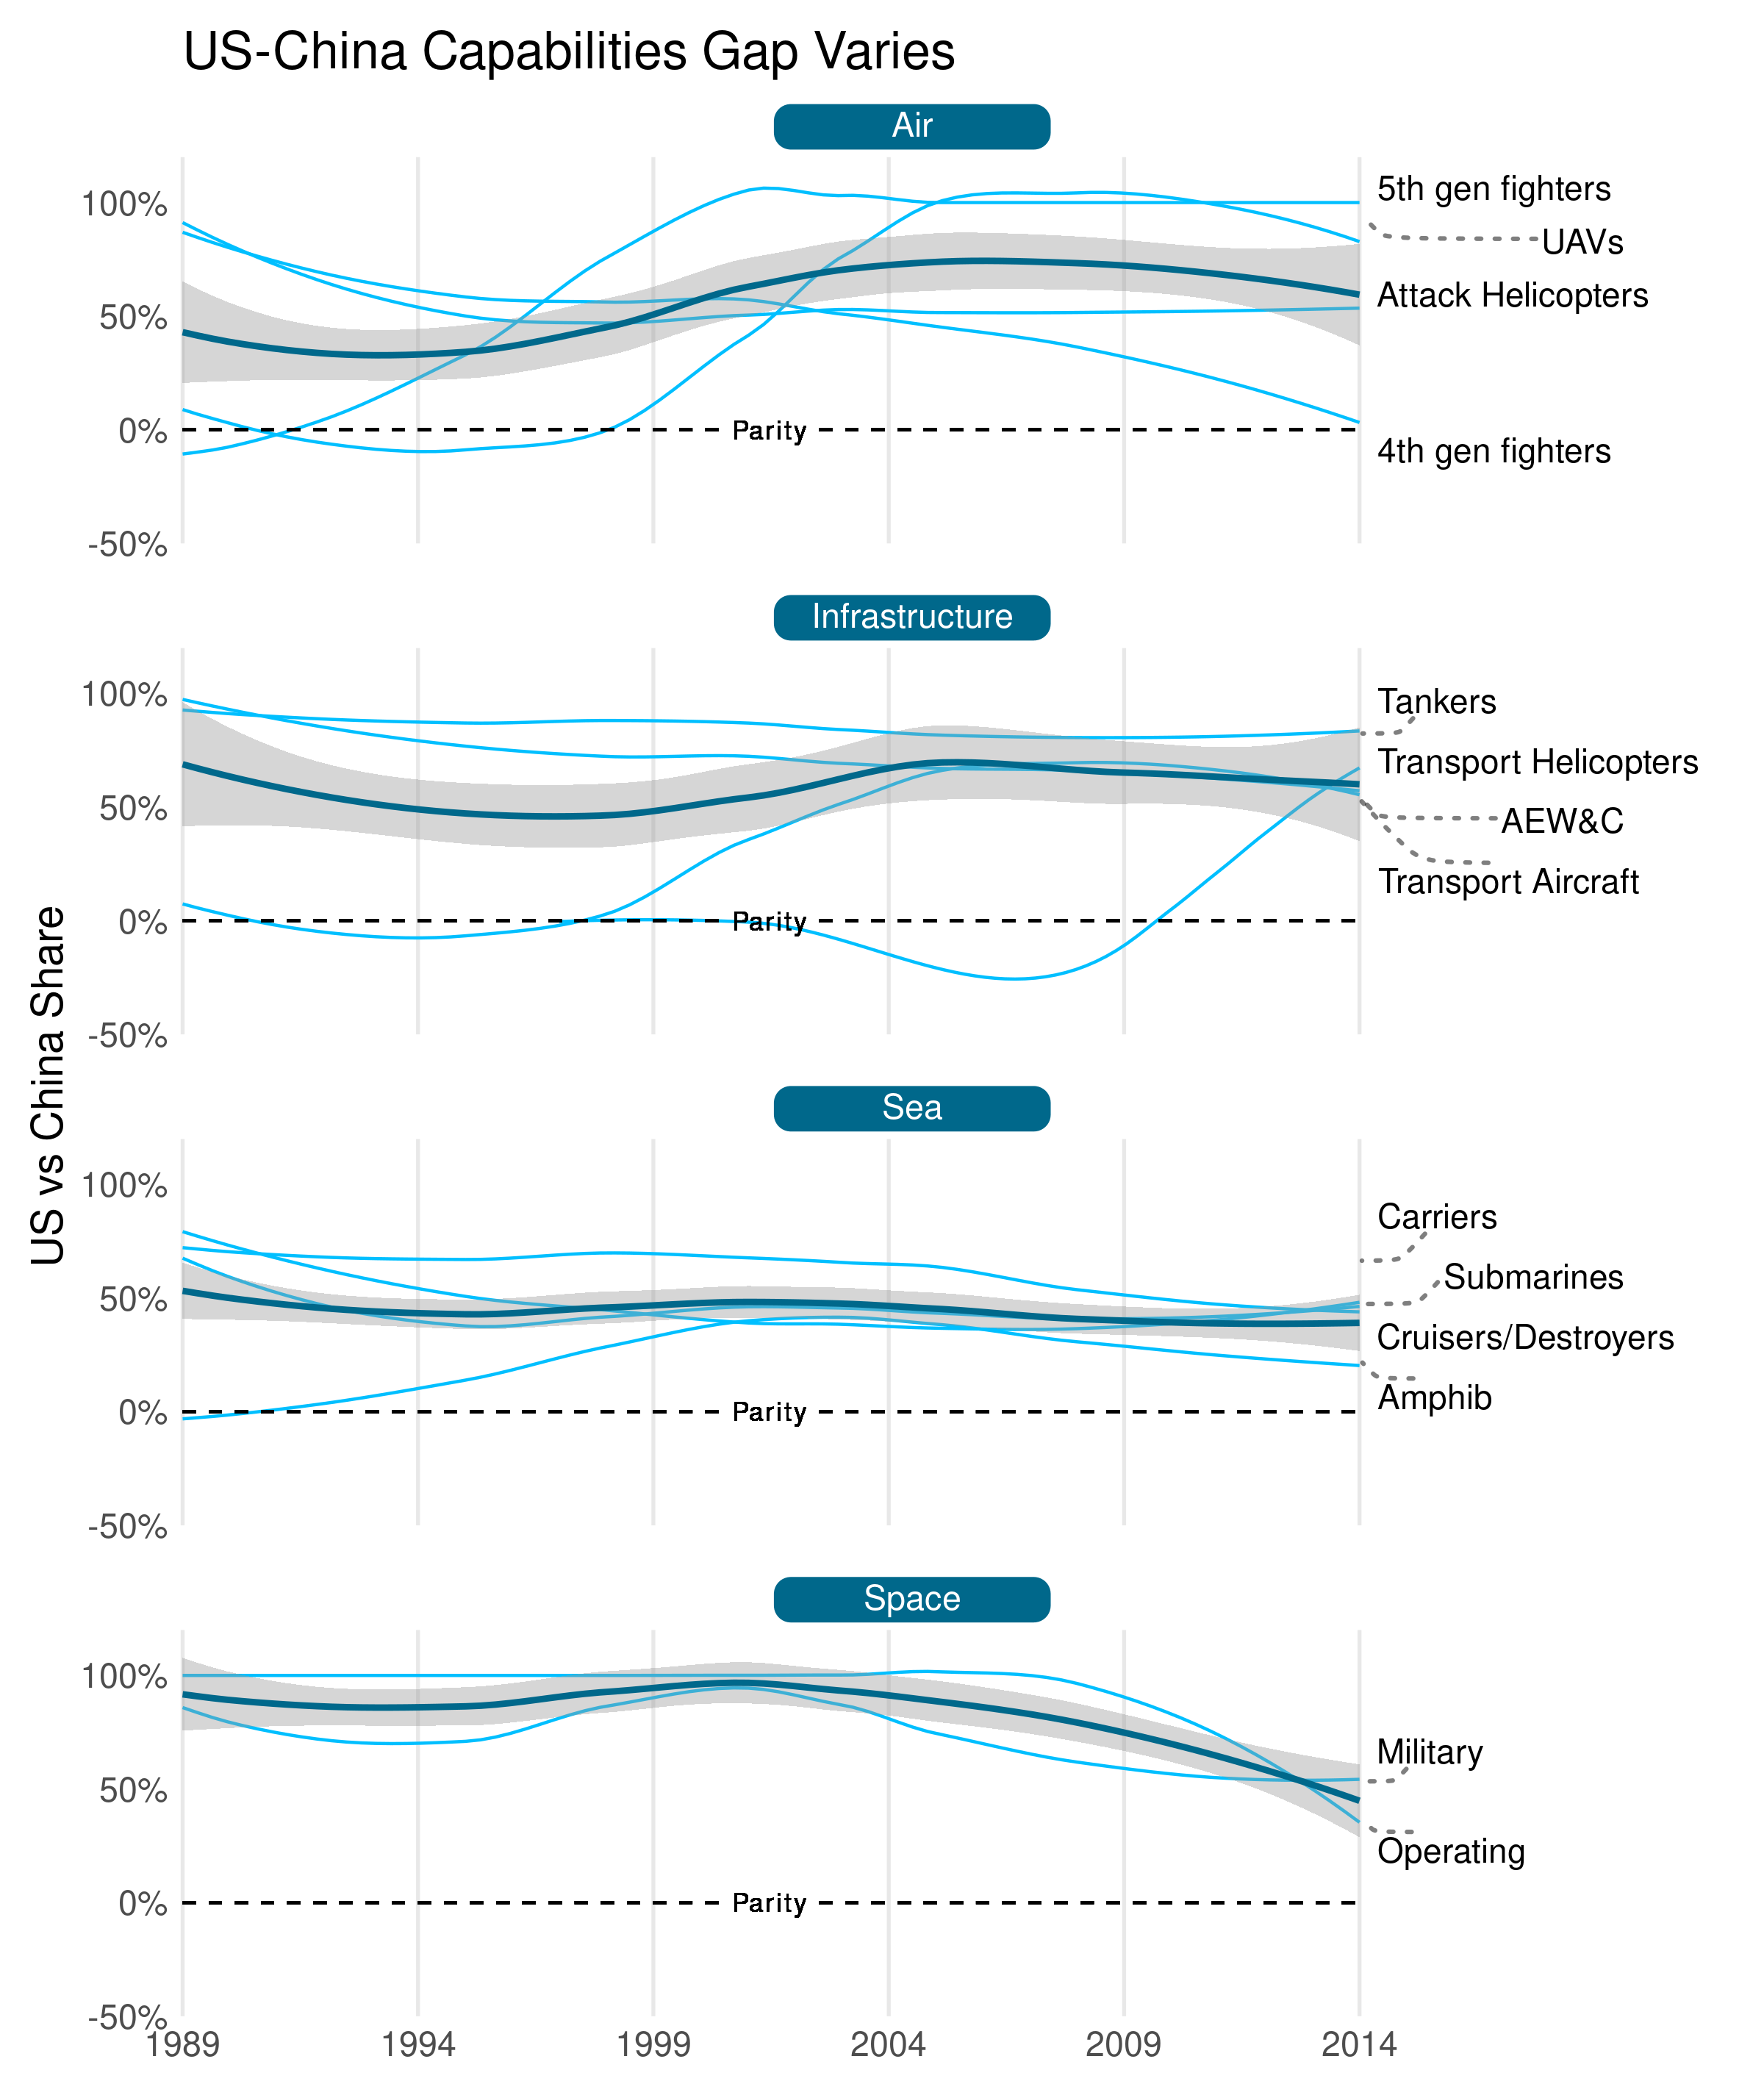 US-China Capabilities Gap Varies
US vs China Share
Air
100%
50%
0%
-50%
Parity
5th gen fighters
UAVs
Attack Helicopters
4th gen fighters
Infrastructure
100%
50%
0%
-50%
Parity
Tankers
Transport Helicopters
AEW&C
Transport Aircraft
Sea
100%
50%
0%
-50%
Parity
Carriers
Submarines
Cruisers/Destroyers
Amphib
Space
100%
50%
0%
-50%
Parity
Military
Operating
1989 1994 1999 2004 2009 2014